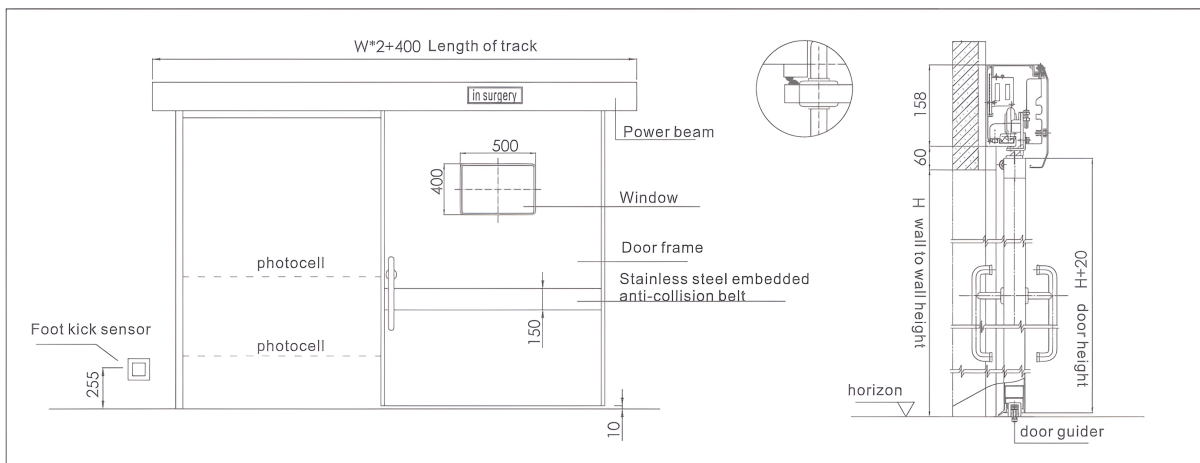 W*2+400 Length of track
in surgery
Power beam
500
400
Window
Door frame
photocell
Stainless steel embedded
anti-collision belt
150
Foot kick sensor
photocell
255
10
158
60
H wall to wall height
H+20 door height
horizon
door guider